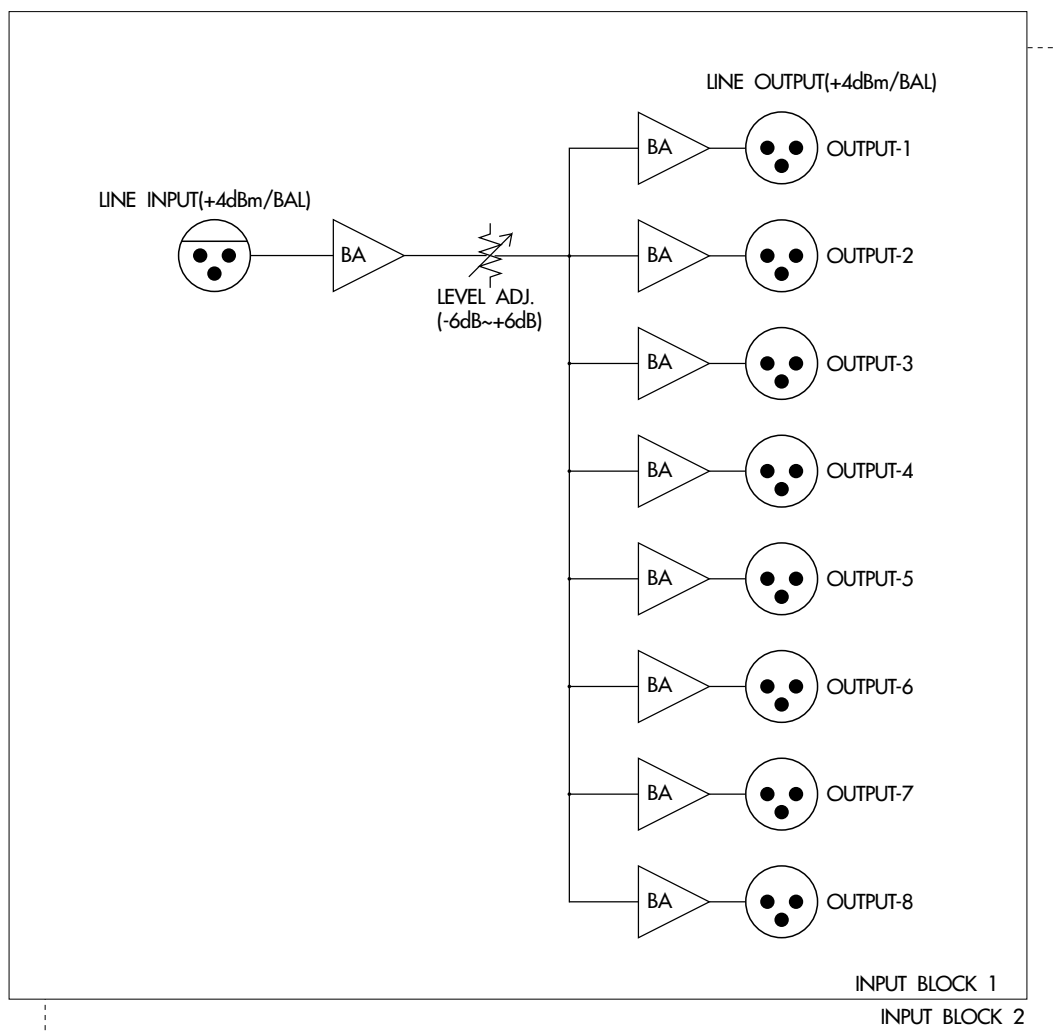 LINE OUTPUT(+4dBm/BAL)
BA
OUTPUT-1
LINE INPUT(+4dBm/BAL)
BA
BA
OUTPUT-2
LEVEL ADJ.
(-6dB~+6dB)
BA
OUTPUT-3
BA
OUTPUT-4
BA
OUTPUT-5
BA
OUTPUT-6
BA
OUTPUT-7
BA
OUTPUT-8
INPUT BLOCK 1
INPUT BLOCK 2